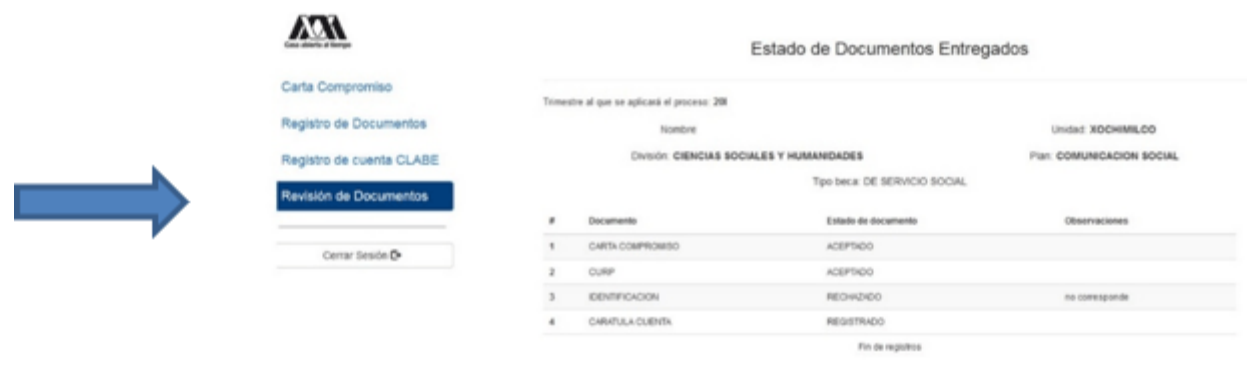 Casa abierta al tiempo
Estado de Documentos Entregados
Carta Compromiso
Registro de Documentos
Registro de cuenta CLABE
Revisión de Documentos
Cerrar Sesión
Trimestre al que se aplicará el proceso: 20I
Nombre Unidad: XOCHIMILCO
División: CIENCIAS SOCIALES Y HUMANIDADES Plan: COMUNICACION SOCIAL
Tipo beca: DE SERVICIO SOCIAL
# Documento Estado de documento Observaciones
1 CARTA COMPROMISO ACEPTADO
2 CURP ACEPTADO
3 IDENTIFICACION RECHAZADO no corresponde
4 CARATULA CUENTA REGISTRADO
Fin de registros